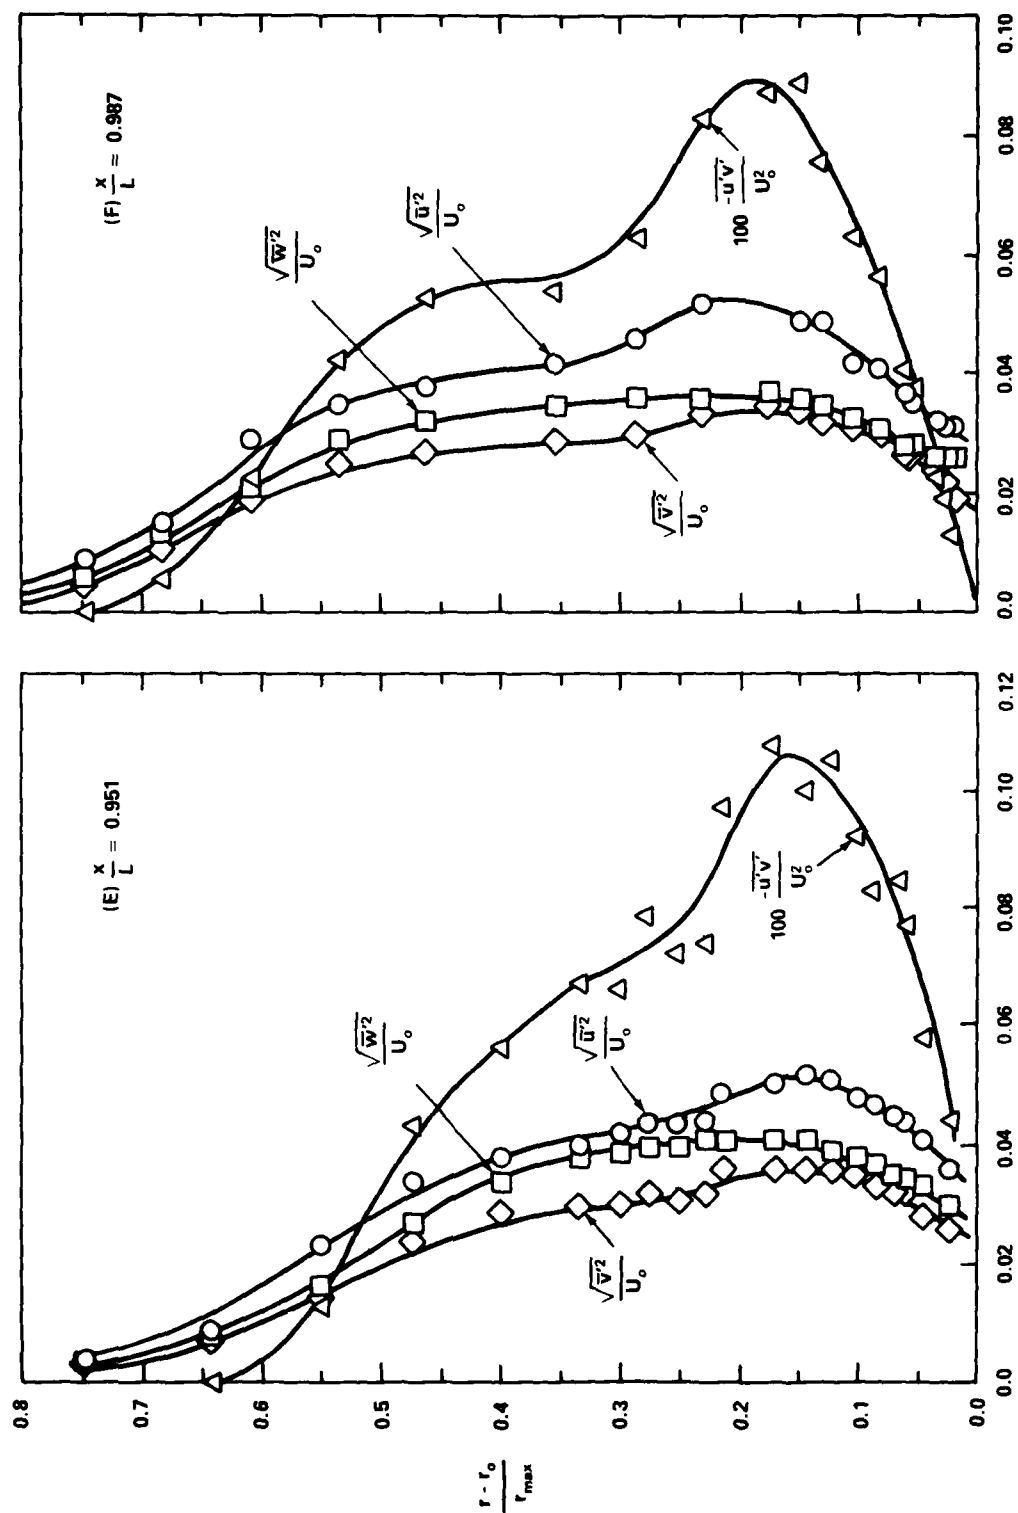 (E) x/L = 0.951
√w̅'²/U₀
√u̅'²/U₀
√v̅'²/U₀
100 -u'v'/U₀²
r - r₀/rmax
0.8
0.7
0.6
0.5
0.4
0.3
0.2
0.1
0.0
0.0
0.02
0.04
0.06
0.08
0.10
0.12
(F) x/L = 0.987
√w̅'²/U₀
√u̅'²/U₀
√v̅'²/U₀
100 -u'v'/U₀²
0.0
0.02
0.04
0.06
0.08
0.10